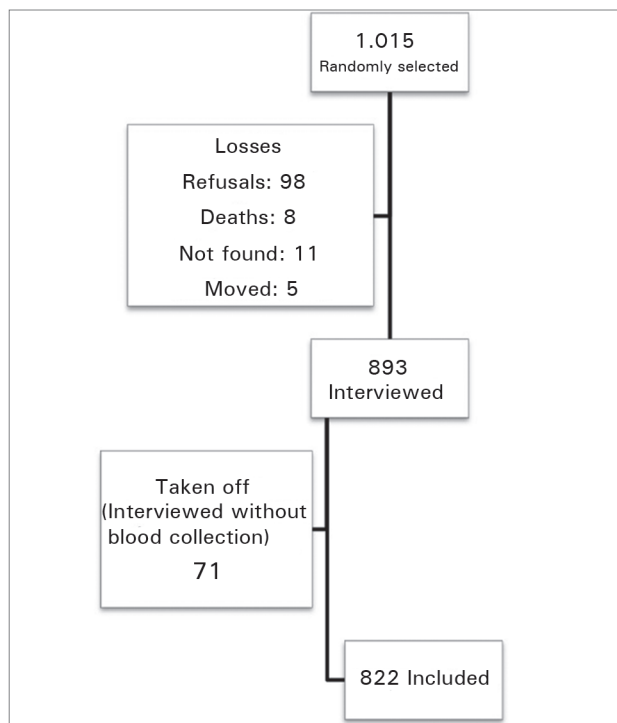 1.015
Randomly selected
Losses
Refusals: 98
Deaths: 8
Not found: 11
Moved: 5
893
Interviewed
Taken off
(Interviewed without
blood collection)
71
822 Included